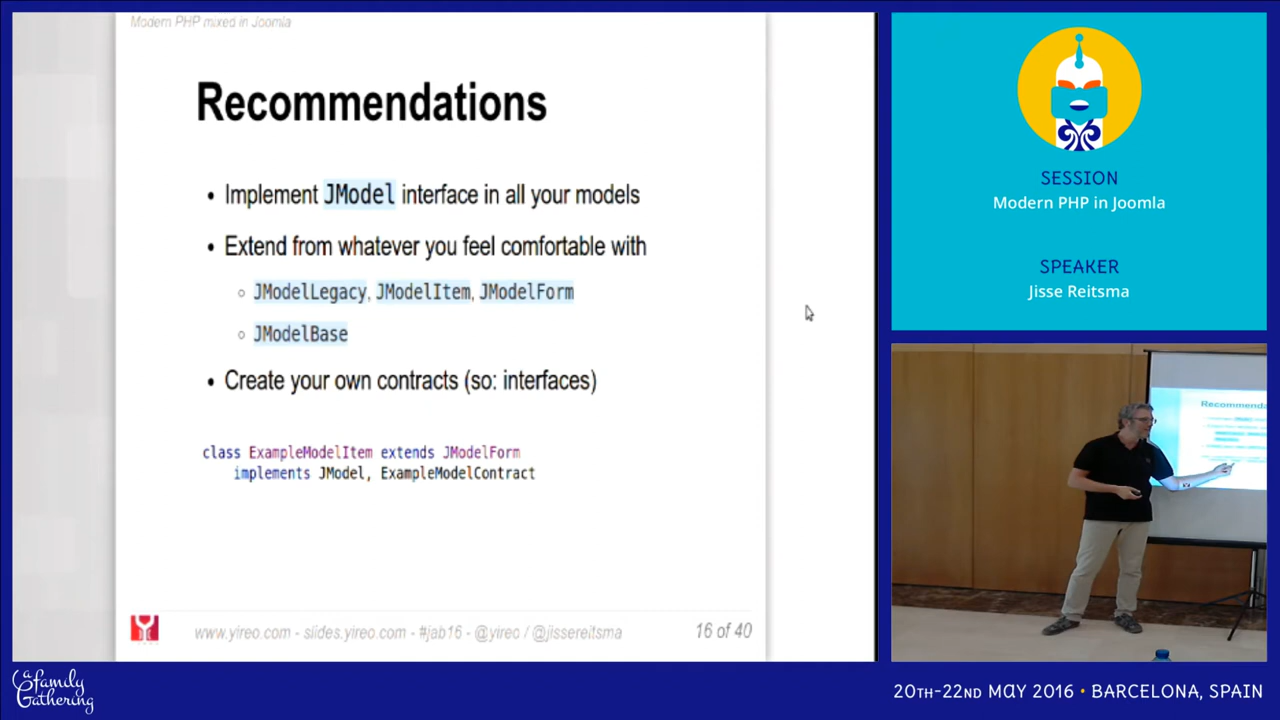 Modern PHP mixed in Joomla
Recommendations
• Implement JModel interface in all your models
• Extend from whatever you feel comfortable with
○ JModelLegacy, JModelItem, JModelForm
○ JModelBase
• Create your own contracts (so: interfaces)
class ExampleModelItem extends JModelForm
implements JModel, ExampleModelContract
www.yireo.com - slides.yireo.com - #jab16 - @yireo / @jissereitsma
16 of 40
SESSION
Modern PHP in Joomla
SPEAKER
Jisse Reitsma
Recommenda
a family
Gathering
20TH-22ND MAY 2016 • BARCELONA, SPAIN